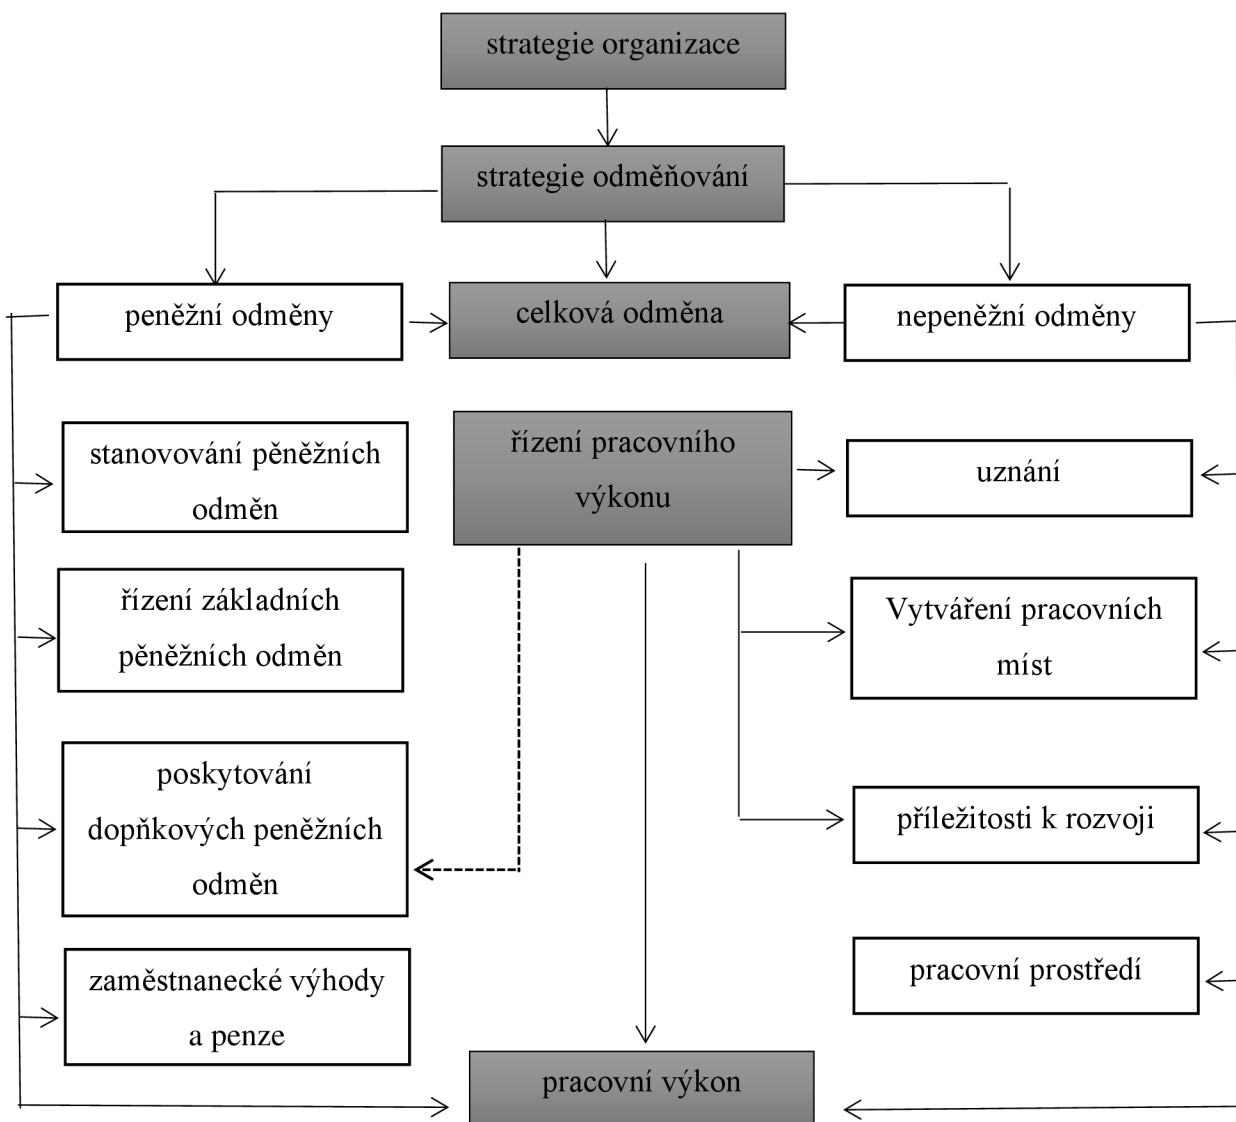 strategie organizace
strategie odměňování
peněžní odměny
celková odměna
nepeněžní odměny
stanovování pěněžních
odměn
řízení pracovního
výkonu
uznání
řízení základních
pěněžních odměn
Vytváření pracovních
míst
poskytování
dopňkových peněžních
odměn
příležitosti k rozvoji
zaměstnanecké výhody
a penze
pracovní prostředí
pracovní výkon